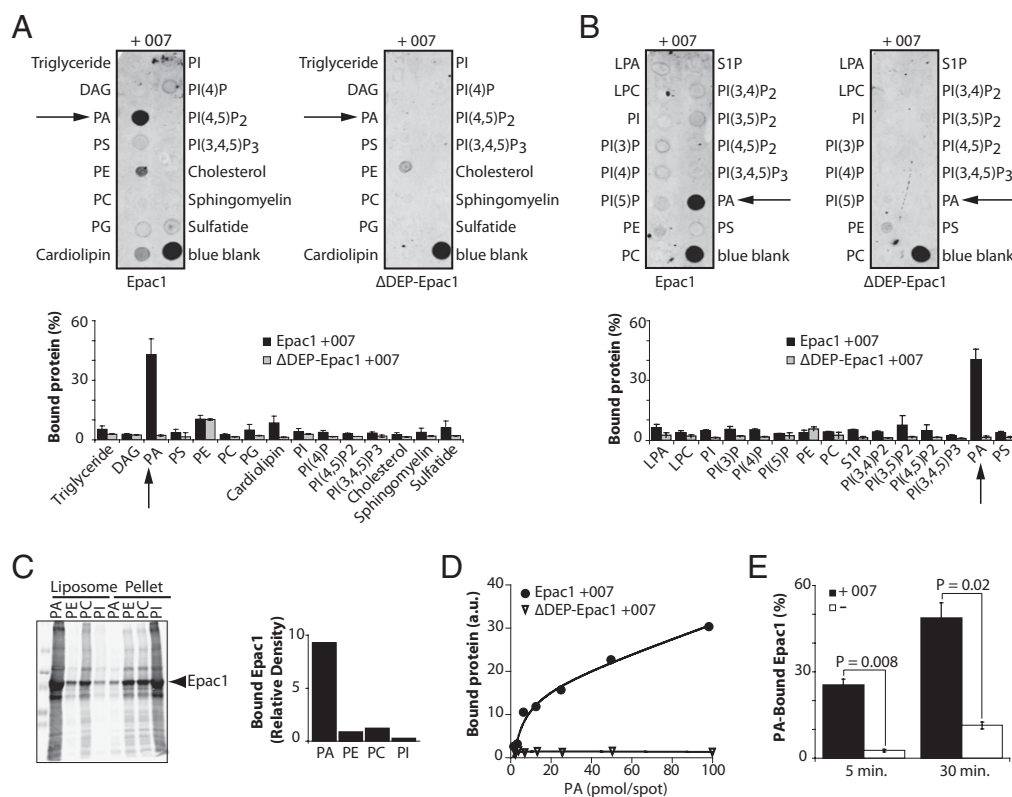 A
+ 007
Triglyceride PI
DAG PI(4)P
PA PI(4,5)P2
PS PI(3,4,5)P3
PE Cholesterol
PC Sphingomyelin
PG Sulfatide
Cardiolipin blue blank
Epac1
+ 007
Triglyceride PI
DAG PI(4)P
PA PI(4,5)P2
PS PI(3,4,5)P3
PE Cholesterol
PC Sphingomyelin
PG Sulfatide
Cardiolipin blue blank
ΔDEP-Epac1
Bound protein (%)
60
30
0
Epac1 +007
ΔDEP-Epac1 +007
Triglyceride DAG PA PS PE PC PG Cardiolipin PI PI(4)P PI(4,5)P2 PI(3,4,5)P3 Cholesterol Sphingomyelin Sulfatide
B
+ 007
LPA S1P
LPC PI(3,4)P2
PI PI(3,5)P2
PI(3)P PI(4,5)P2
PI(4)P PI(3,4,5)P3
PI(5)P PA
PE PS
PC blue blank
Epac1
+ 007
LPA S1P
LPC PI(3,4)P2
PI PI(3,5)P2
PI(3)P PI(4,5)P2
PI(4)P PI(3,4,5)P3
PI(5)P PA
PE PS
PC blue blank
ΔDEP-Epac1
Bound protein (%)
60
30
0
Epac1 +007
ΔDEP-Epac1 +007
LPA LPC PI PI(3)P PI(4)P PI(5)P PE PC S1P PI(3,4)P2 PI(3,5)P2 PI(4,5)P2 PI(3,4,5)P3 PA PS
C
Liposome Pellet
PA PE PC PI PA PE PC PI
Epac1
Bound Epac1
(Relative Density)
10
5
0
PA PE PC PI
D
Bound protein (a.u.)
40
30
20
10
0
Epac1 +007
ΔDEP-Epac1 +007
0 20 40 60 80 100
PA (pmol/spot)
E
PA-Bound Epac1 (%)
60
30
0
+ 007
–
P = 0.008
P = 0.02
5 min. 30 min.